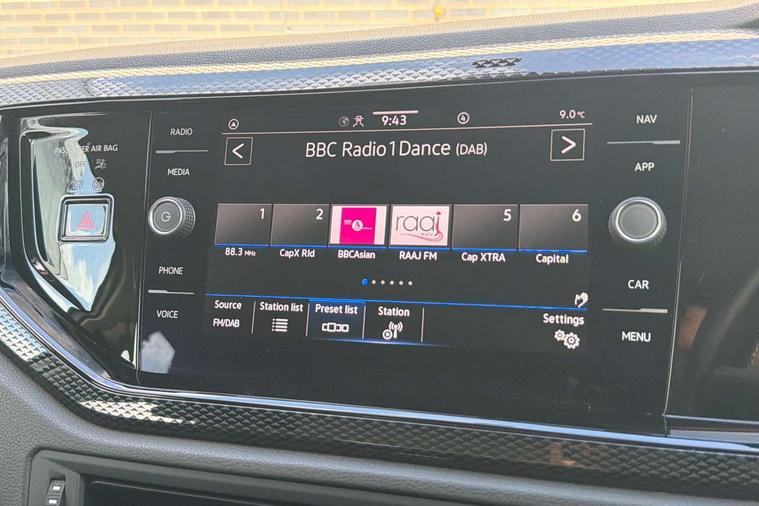 PASSENGER AIR BAG
OFF
RADIO
MEDIA
PHONE
VOICE
9:43
4
9.0°C
<
BBC Radio 1 Dance (DAB)
>
1
2
raaj
5
6
88.3 MHz
CapX Rld
BBCAsian
RAAJ FM
Cap XTRA
Capital
Source
FM/DAB
Station list
Preset list
Station
Settings
NAV
APP
CAR
MENU